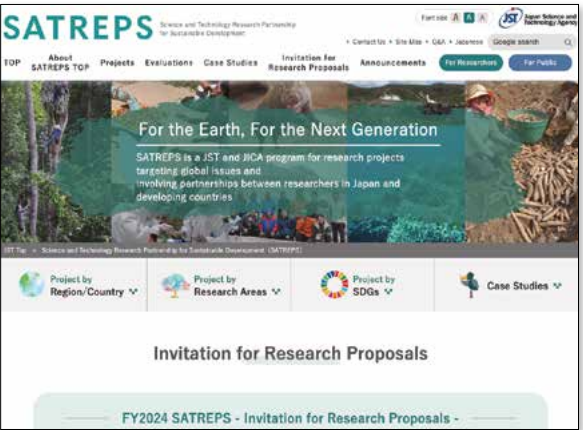 SATREPS
Science and Technology Research Partnership
for Sustainable Development
Font size A A A
JST Japan Science and
Technology Agency
Contact Us • Site Map • Q&A • Japanese Google search
TOP About SATREPS TOP Projects Evaluations Case Studies Invitation for Research Proposals Announcements For Researchers For Public
For the Earth, For the Next Generation
SATREPS is a JST and JICA program for research projects
targeting global issues and
involving partnerships between researchers in Japan and
developing countries
JST Top > Science and Technology Research Partnership for Sustainable Development (SATREPS)
Project by
Region/Country
Project by
Research Areas
Project by
SDGs
Case Studies
Invitation for Research Proposals
FY2024 SATREPS - Invitation for Research Proposals -